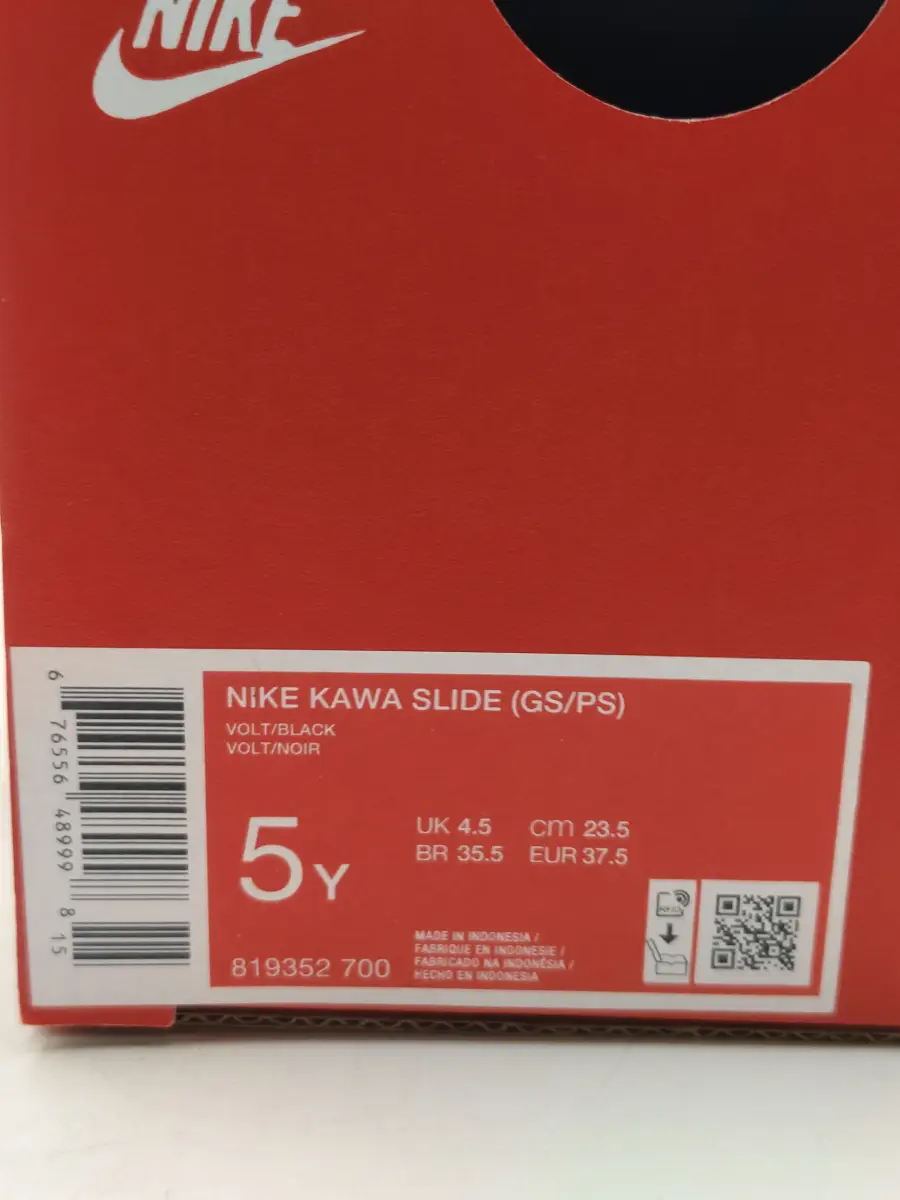 NIKE
NIKE KAWA SLIDE (GS/PS)
VOLT/BLACK
VOLT/NOIR
5Y
UK 4.5 cm 23.5
BR 35.5 EUR 37.5
819352 700
MADE IN INDONESIA /
FABRIQUE EN INDONESIE /
FABRICADO NA INDONÉSIA /
HECHO EN INDONESIA
RFID
6 76556 48999 8 15